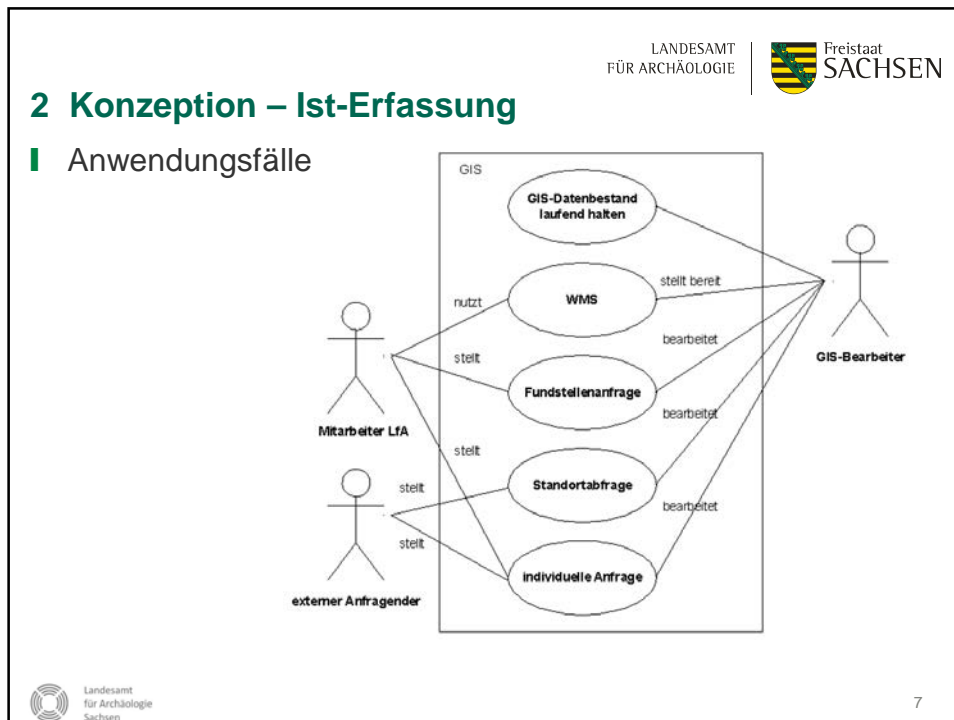 LANDESAMT
FÜR ARCHÄOLOGIE
Freistaat
SACHSEN
2 Konzeption – Ist-Erfassung
Anwendungsfälle
GIS
GIS-Datenbestand
laufend halten
WMS
stellt bereit
nutzt
bearbeitet
stellt
Fundstellenanfrage
GIS-Bearbeiter
bearbeitet
Mitarbeiter LfA
stellt
Standortabfrage
stellt
bearbeitet
stellt
individuelle Anfrage
externer Anfragender
Landesamt
für Archäologie
Sachsen
7